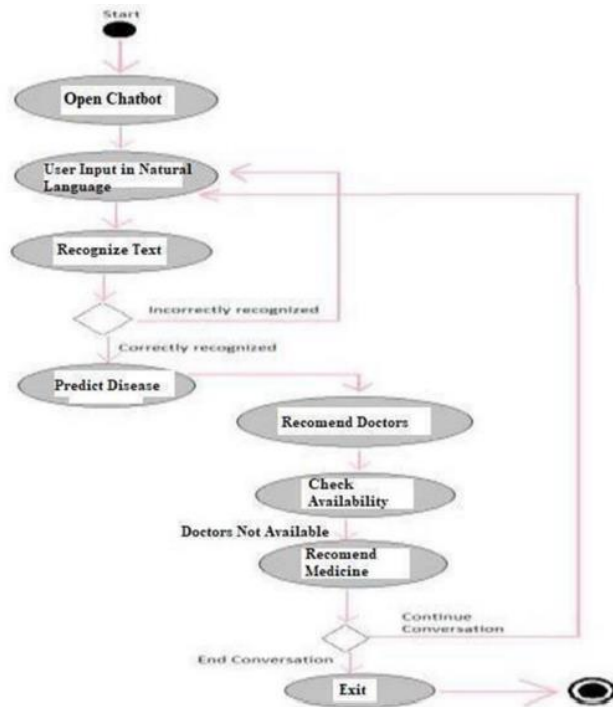 Start
Open Chatbot
User Input in Natural
Language
Recognize Text
Incorrectly recognized
Correctly recognized
Predict Disease
Recomend Doctors
Check
Availability
Doctors Not Available
Recomend
Medicine
Continue
Conversation
End Conversation
Exit